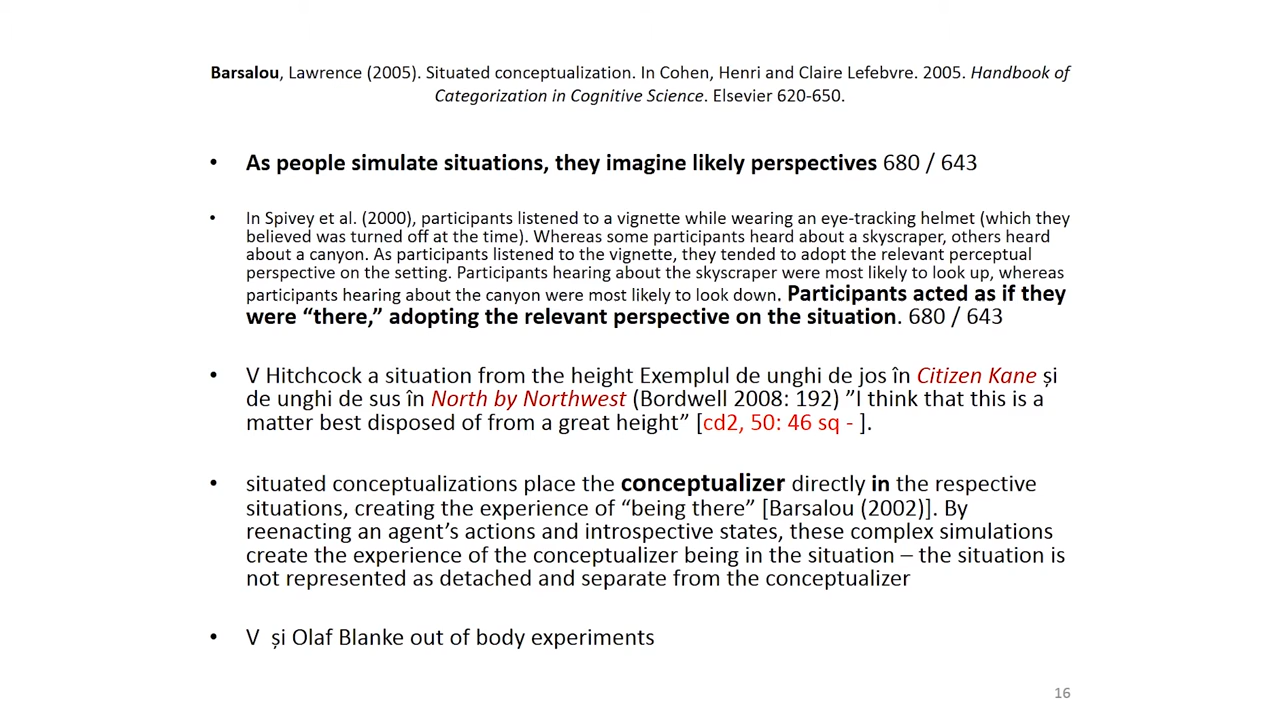 Barsalou, Lawrence (2005). Situated conceptualization. In Cohen, Henri and Claire Lefebvre. 2005. Handbook of
Categorization in Cognitive Science. Elsevier 620-650.
• As people simulate situations, they imagine likely perspectives 680 / 643
• In Spivey et al. (2000), participants listened to a vignette while wearing an eye-tracking helmet (which they
believed was turned off at the time). Whereas some participants heard about a skyscraper, others heard
about a canyon. As participants listened to the vignette, they tended to adopt the relevant perceptual
perspective on the setting. Participants hearing about the skyscraper were most likely to look up, whereas
participants hearing about the canyon were most likely to look down. Participants acted as if they
were “there,” adopting the relevant perspective on the situation. 680 / 643
• V Hitchcock a situation from the height Exemplul de unghi de jos în Citizen Kane și
de unghi de sus în North by Northwest (Bordwell 2008: 192) ”I think that this is a
matter best disposed of from a great height” [cd2, 50: 46 sq - ].
• situated conceptualizations place the conceptualizer directly in the respective
situations, creating the experience of “being there” [Barsalou (2002)]. By
reenacting an agent’s actions and introspective states, these complex simulations
create the experience of the conceptualizer being in the situation – the situation is
not represented as detached and separate from the conceptualizer
• V și Olaf Blanke out of body experiments
16